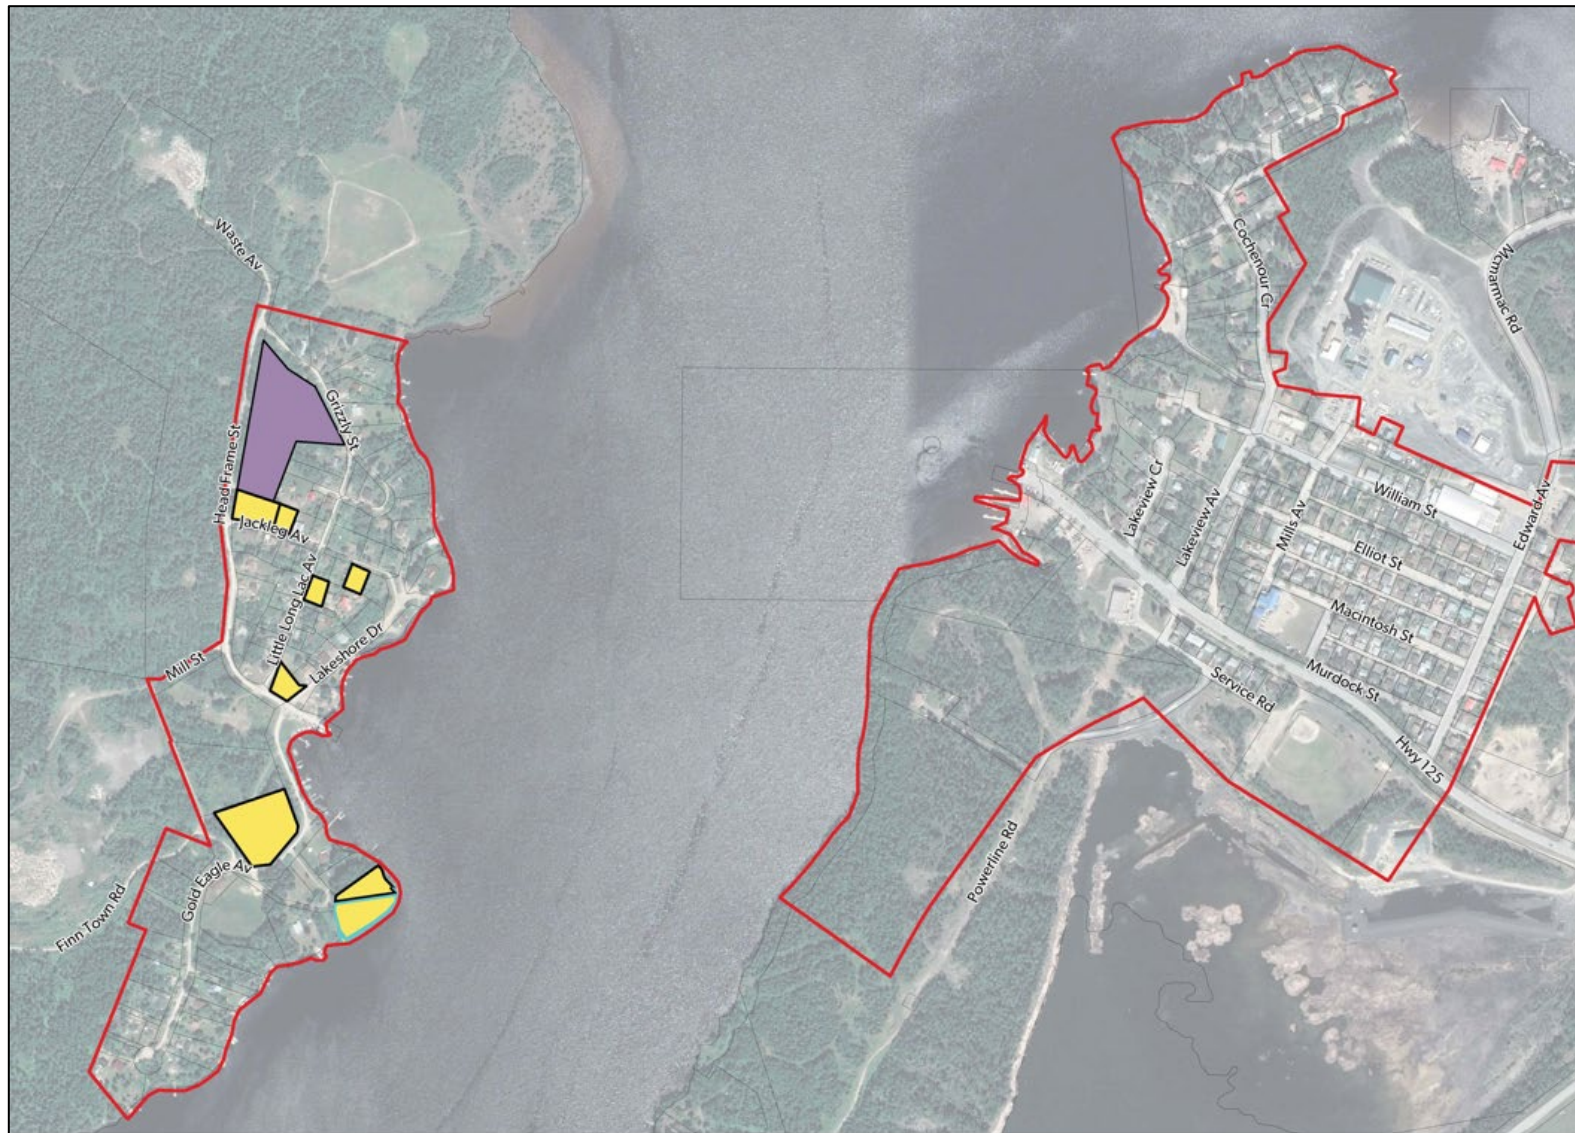 Waste Av
Grizzly St
Head Frame St
Jackleg Av
Little Long Lac Av
Lakeshore Dr
Mill St
Gold Eagle Av
Finn Town Rd
Cochenour Cr
Mcmarmac Rd
William St
Edward Av
Lakeview Cr
Lakeview Av
Mills Av
Elliot St
Macintosh St
Murdock St
Service Rd
Hwy 125
Powerline Rd